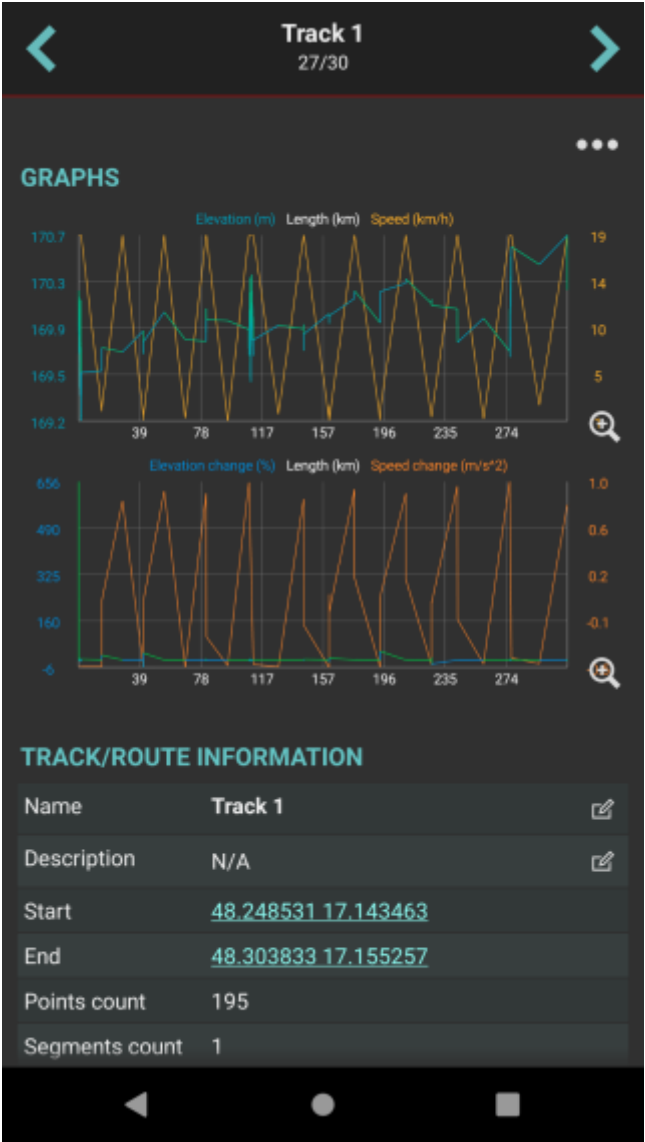 Track 1
27/30
GRAPHS
Elevation (m) Length (km) Speed (km/h)
170.7 19
170.3 14
169.9 10
169.5 5
169.2
39 78 117 157 196 235 274
Elevation change (%) Length (km) Speed change (m/s^2)
656 1.0
490 0.6
325 0.2
160 -0.1
-6
39 78 117 157 196 235 274
TRACK/ROUTE INFORMATION
Name Track 1
Description N/A
Start 48.248531 17.143463
End 48.303833 17.155257
Points count 195
Segments count 1